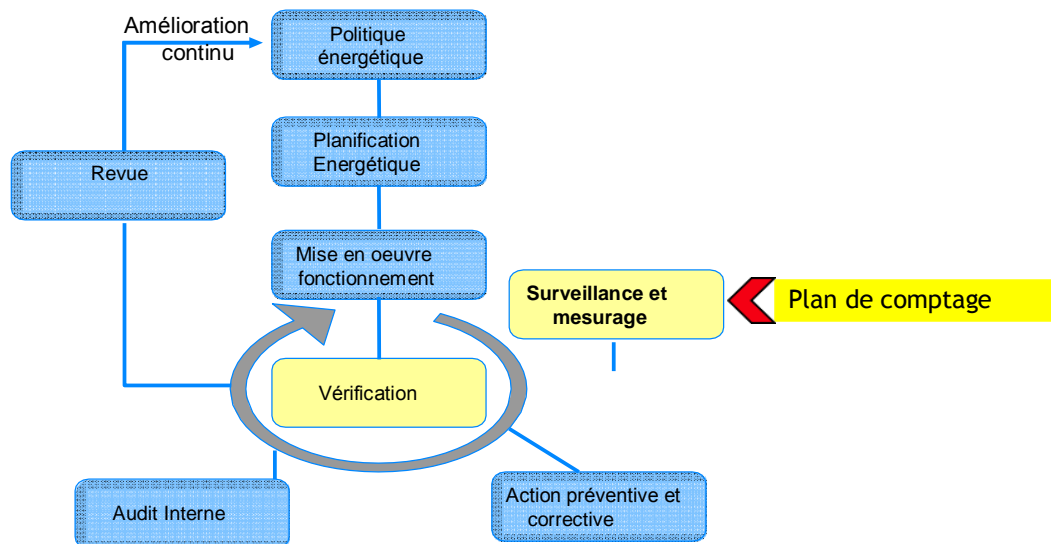 Amélioration
continu
Politique
énergétique
Planification
Energétique
Revue
Mise en oeuvre
fonctionnement
Surveillance et
mesurage
Plan de comptage
Vérification
Audit Interne
Action préventive et
corrective